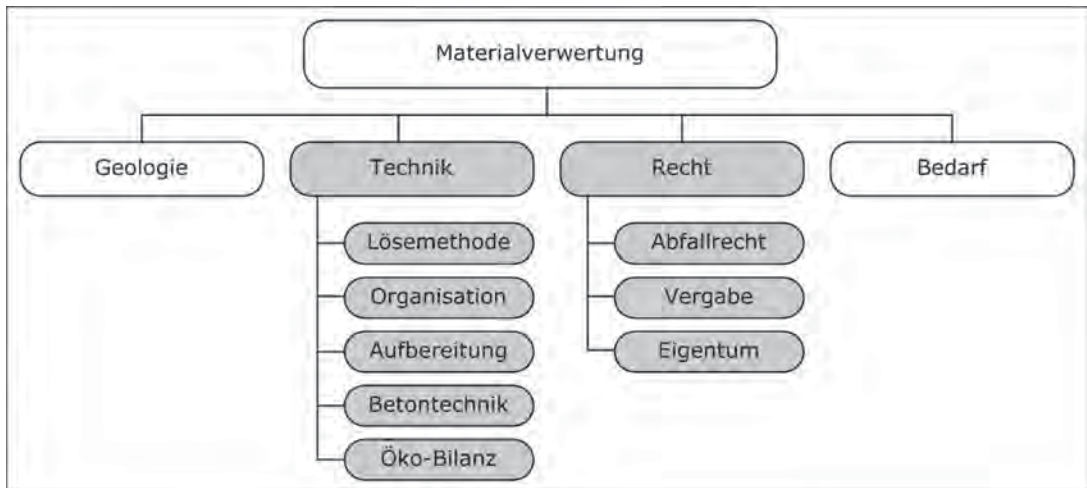 Materialverwertung
Geologie
Technik
Recht
Bedarf
Lösemethode
Organisation
Aufbereitung
Betontechnik
Öko-Bilanz
Abfallrecht
Vergabe
Eigentum